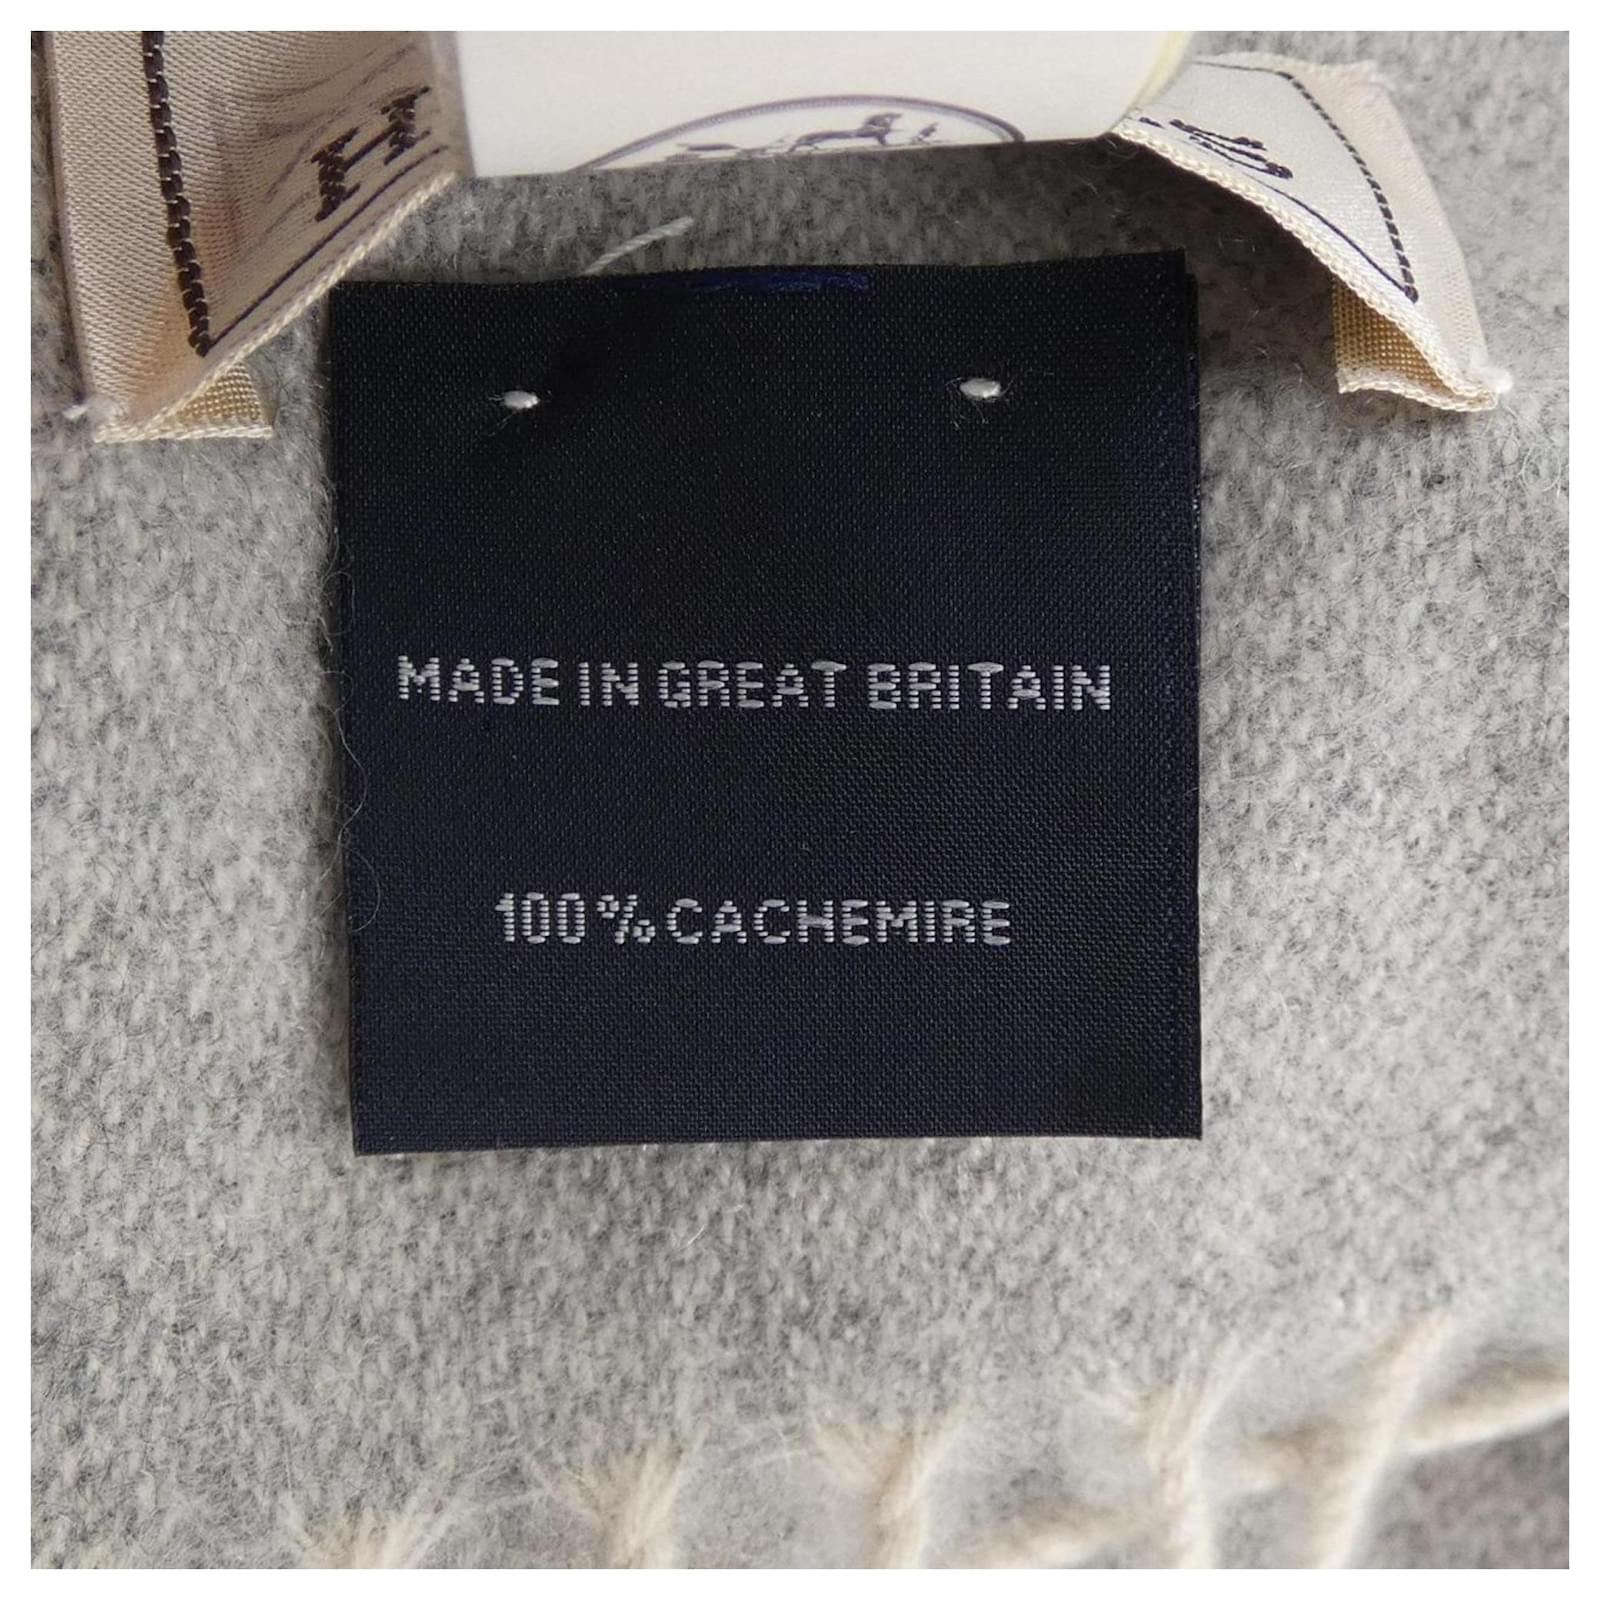 H
MADE IN GREAT BRITAIN
100% CACHEMIRE